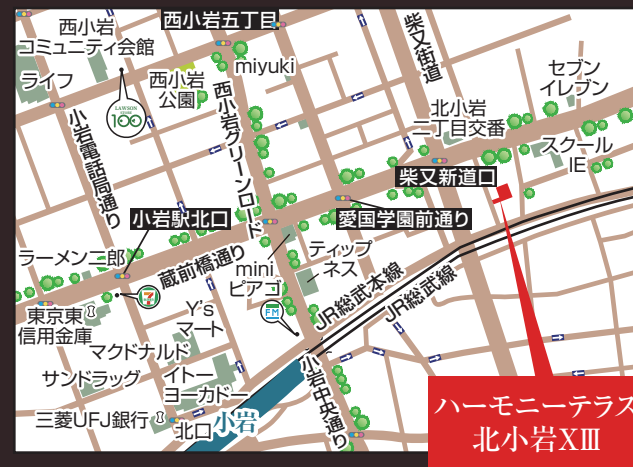 西小岩五丁目
西小岩
コミュニティ会館
ライフ
LAWSON
STORE
100
西小岩
公園
miyuki
西小岩グリーンロード
柴又街道
セブン
イレブン
北小岩
二丁目交番
スクール
IE
小岩電話局通り
柴又新道口
小岩駅北口
愛国学園前通り
ラーメン二郎
蔵前橋通り
mini
ピアゴ
ティップ
ネス
JR総武本線
JR総武線
7
FM
東京東
信用金庫
Y's
マート
マクドナルド
サンドラッグ
イトー
ヨーカドー
三菱UFJ銀行
北口
小岩
小岩中央通り
ハーモニーテラス
北小岩XIII